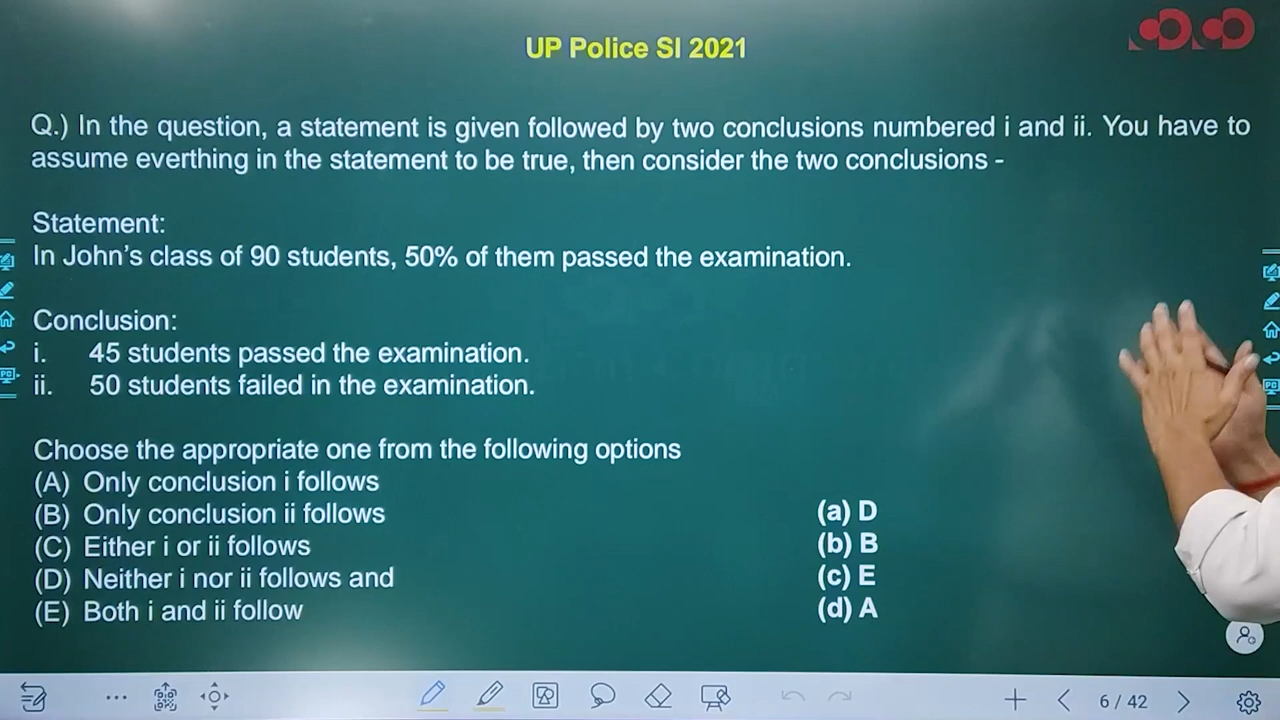 UP Police SI 2021
Q.) In the question, a statement is given followed by two conclusions numbered i and ii. You have to
assume everthing in the statement to be true, then consider the two conclusions -
Statement:
In John's class of 90 students, 50% of them passed the examination.
Conclusion:
i. 45 students passed the examination.
ii. 50 students failed in the examination.
Choose the appropriate one from the following options
(A) Only conclusion i follows
(B) Only conclusion ii follows
(C) Either i or ii follows
(D) Neither i nor ii follows and
(E) Both i and ii follow
(a) D
(b) B
(c) E
(d) A
6 / 42